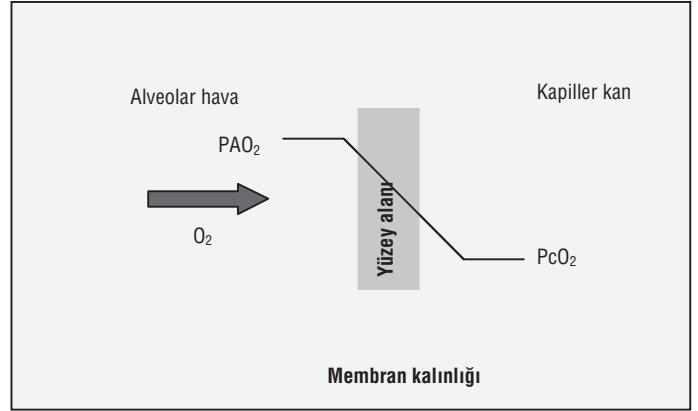 Alveolar hava
Kapiller kan
PAO₂
O₂
Yüzey alanı
PcO₂
Membran kalınlığı